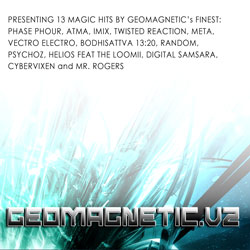 PRESENTING 13 MAGIC HITS BY GEOMAGNETIC's FINEST:
PHASE PHOUR, ATMA, IMIX, TWISTED REACTION, META,
VECTRO ELECTRO, BODHISATTVA 13:20, RANDOM,
PSYCHOZ, HELIOS FEAT THE LOOMII, DIGITAL SAMSARA,
CYBERVIXEN and MR. ROGERS
GEOMAGNETIC.V2